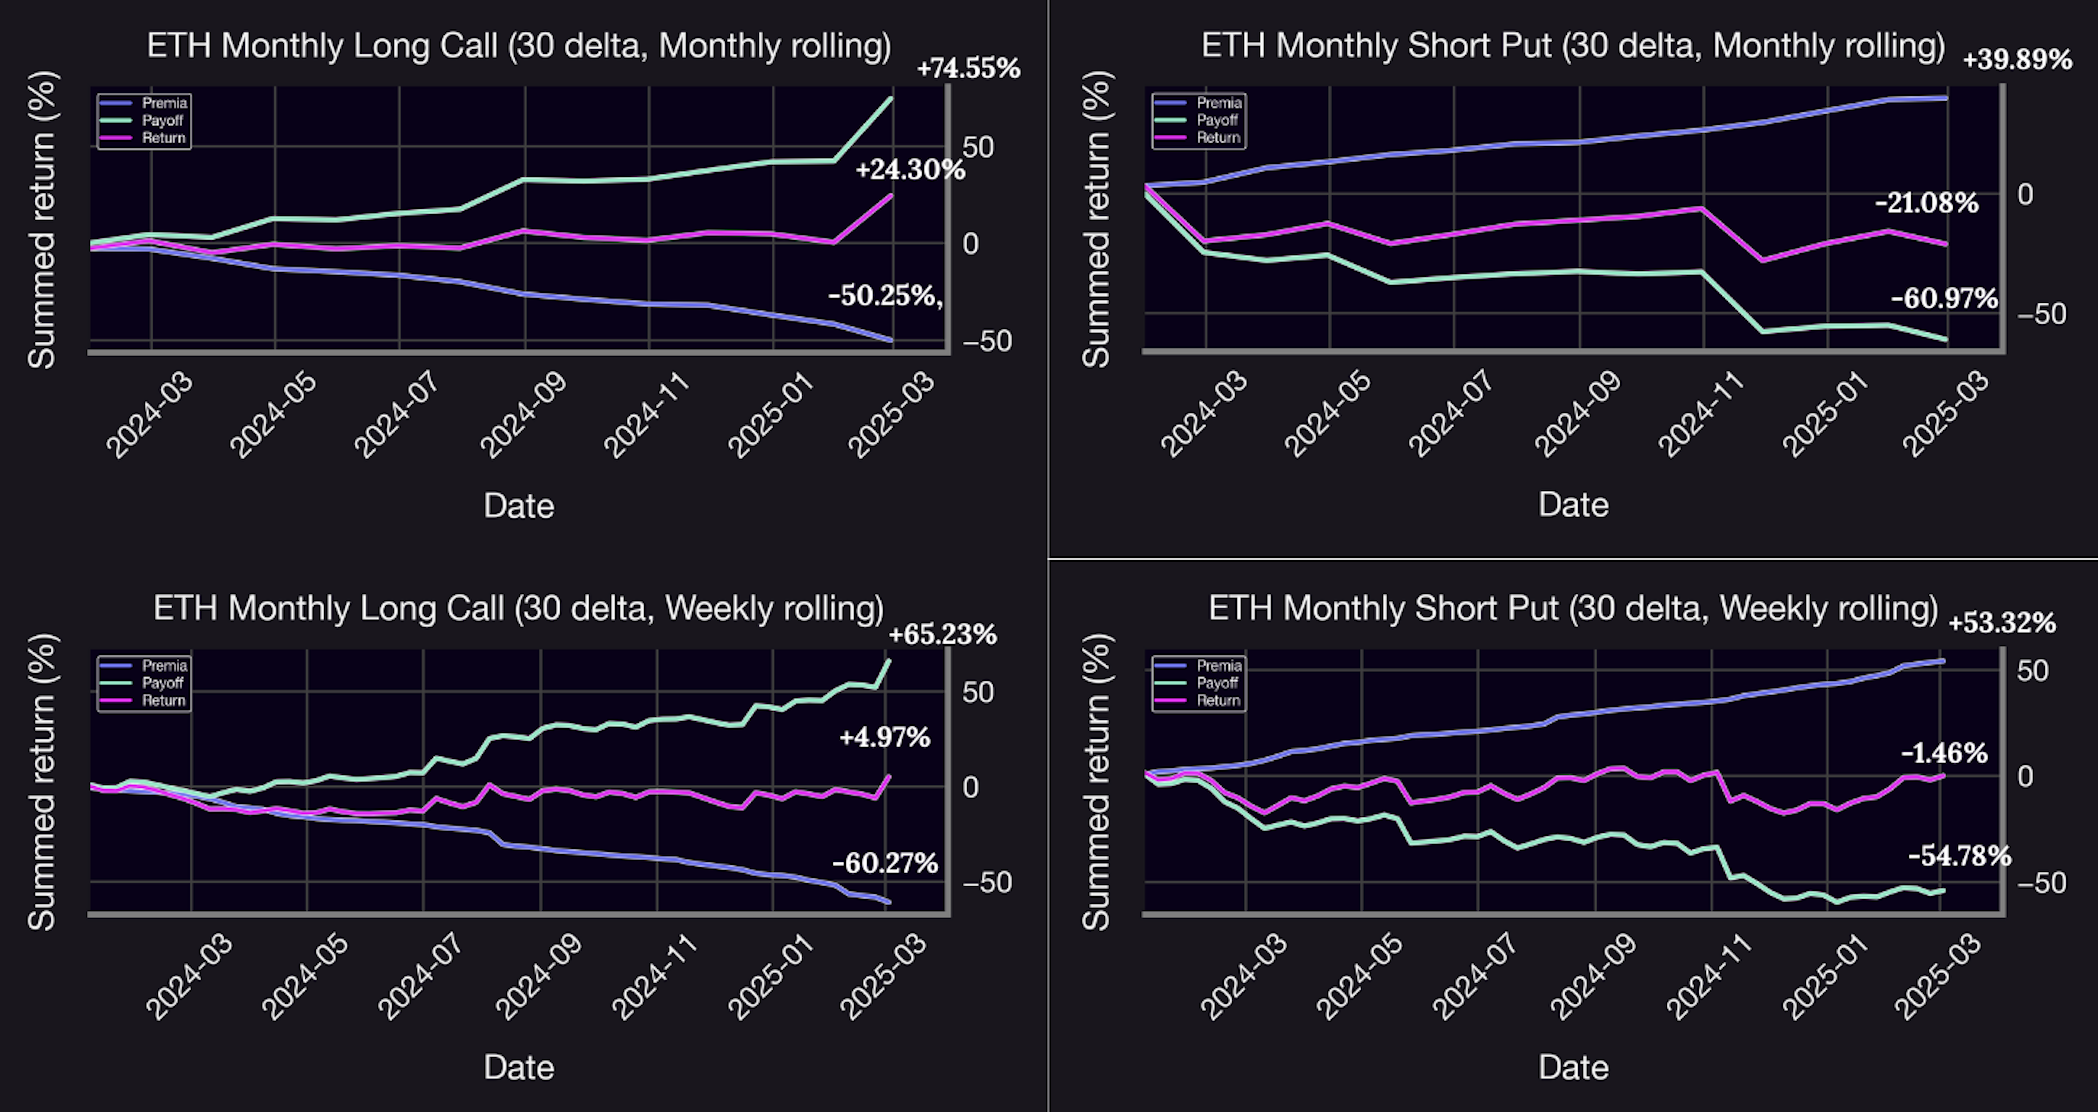 ETH Monthly Long Call (30 delta, Monthly rolling)
+74.55%
Summed return (%)
Premia
Payoff
Return
50
+24.30%
0
−50.25%,
−50
2024-03
2024-05
2024-07
2024-09
2024-11
2025-01
2025-03
Date
ETH Monthly Short Put (30 delta, Monthly rolling)
+39.89%
Summed return (%)
Premia
Payoff
Return
0
−21.08%
−60.97%
−50
2024-03
2024-05
2024-07
2024-09
2024-11
2025-01
2025-03
Date
ETH Monthly Long Call (30 delta, Weekly rolling)
+65.23%
Summed return (%)
Premia
Payoff
Return
50
+4.97%
0
−60.27%
−50
2024-03
2024-05
2024-07
2024-09
2024-11
2025-01
2025-03
Date
ETH Monthly Short Put (30 delta, Weekly rolling)
+53.32%
Summed return (%)
Premia
Payoff
Return
50
−1.46%
0
−54.78%
−50
2024-03
2024-05
2024-07
2024-09
2024-11
2025-01
2025-03
Date